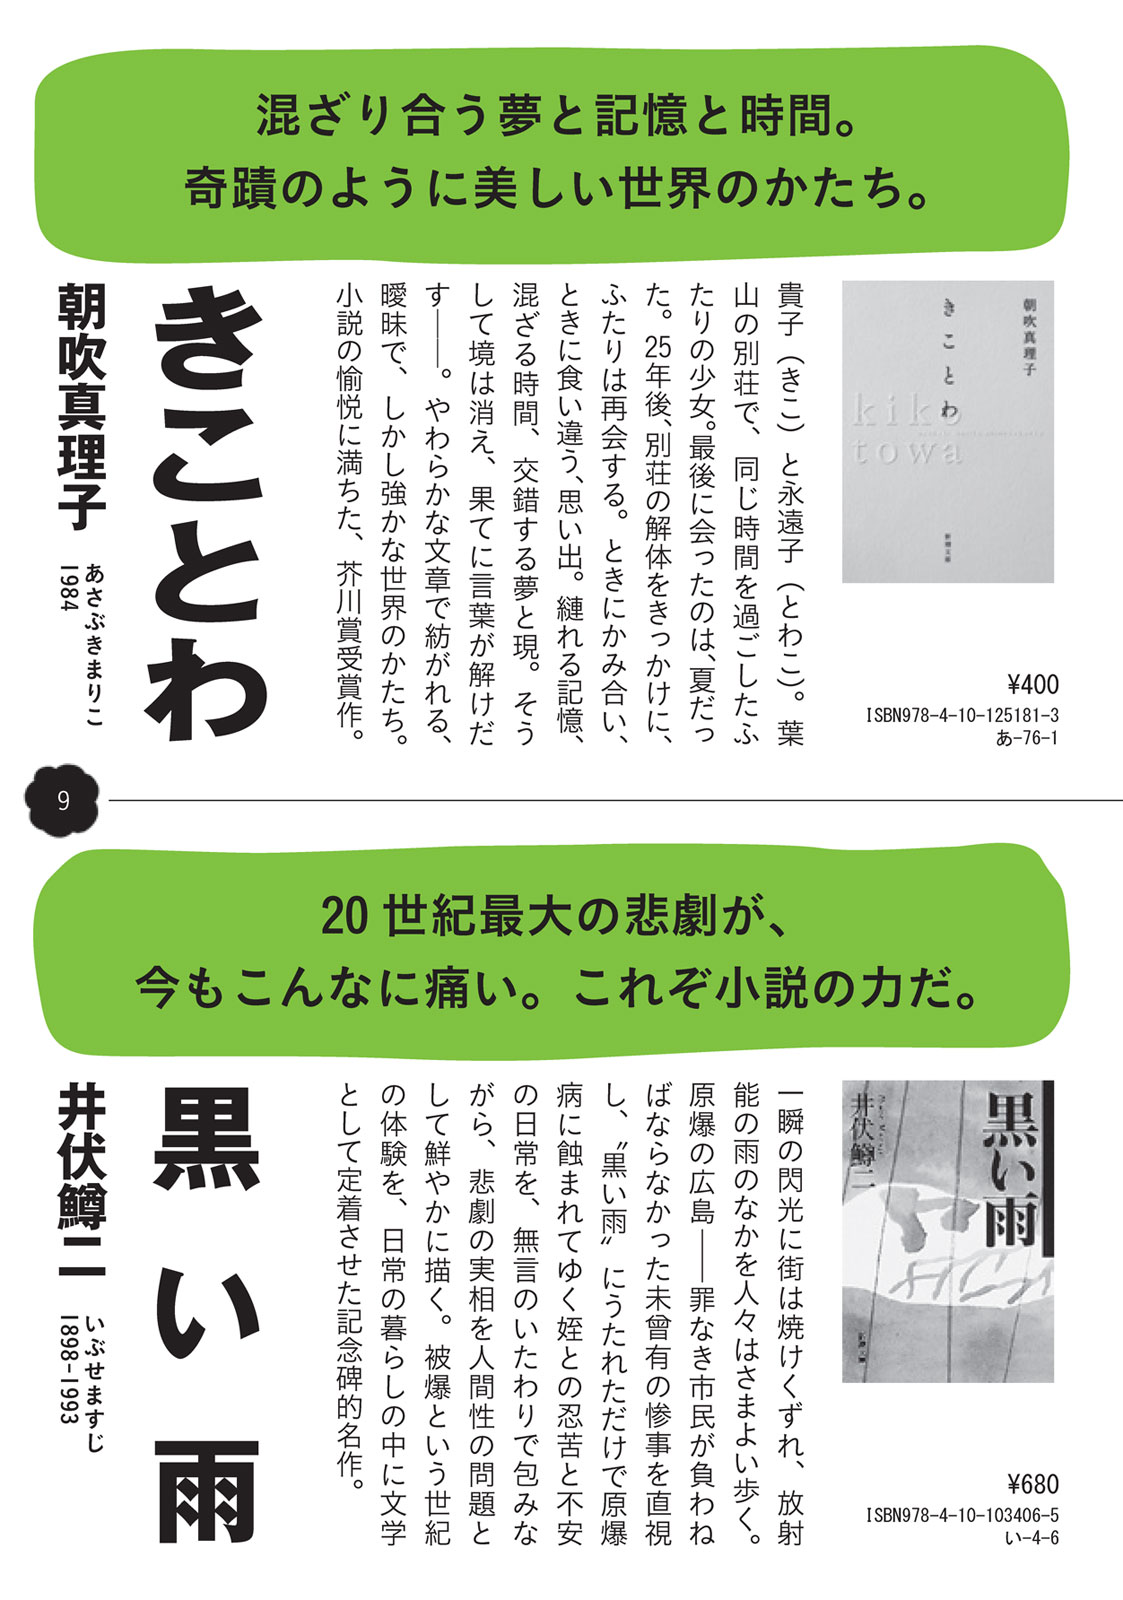 混ざり合う夢と記憶と時間。
奇蹟のように美しい世界のかたち。
朝吹真理子
きことわ
kiko
towa
新潮文庫
¥400
ISBN978-4-10-125181-3
あ-76-1
貴子（きこ）と永遠子（とわこ）。葉
山の別荘で、同じ時間を過ごしたふ
たりの少女。最後に会ったのは、夏だっ
た。25年後、別荘の解体をきっかけに、
ふたりは再会する。ときにかみ合い、
ときに食い違う、思い出。縺れる記憶、
混ざる時間、交錯する夢と現。そう
して境は消え、果てに言葉が解けだ
す——。やわらかな文章で紡がれる、
曖昧で、しかし強かな世界のかたち。
小説の愉悦に満ちた、芥川賞受賞作。
きことわ
朝吹真理子
あさぶきまりこ
1984
9
20世紀最大の悲劇が、
今もこんなに痛い。これぞ小説の力だ。
黒い雨
井伏鱒二
新潮文庫
¥680
ISBN978-4-10-103406-5
い-4-6
一瞬の閃光に街は焼けくずれ、放射
能の雨のなかを人々はさまよい歩く。
原爆の広島——罪なき市民が負わね
ばならなかった未曾有の惨事を直視
し、〝黒い雨〟にうたれただけで原爆
病に蝕まれてゆく姪との忍苦と不安
の日常を、無言のいたわりで包みな
がら、悲劇の実相を人間性の問題と
して鮮やかに描く。被爆という世紀
の体験を、日常の暮らしの中に文学
として定着させた記念碑的名作。
黒い雨
井伏鱒二
いぶせますじ
1898-1993